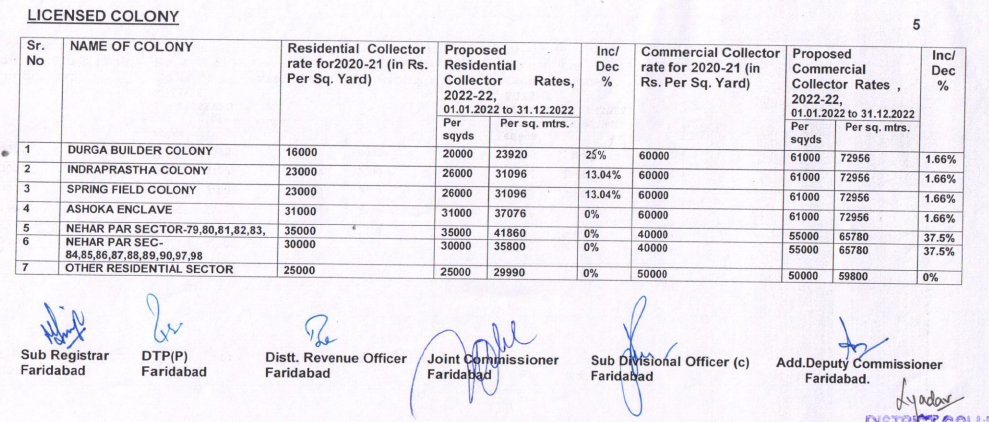 LICENSED COLONY
5
Sr. No | NAME OF COLONY | Residential Collector rate for2020-21 (in Rs. Per Sq. Yard) | Proposed Residential Collector Rates, 2022-22, 01.01.2022 to 31.12.2022 | Inc/ Dec % | Commercial Collector rate for 2020-21 (in Rs. Per Sq. Yard) | Proposed Commercial Collector Rates , 2022-22, 01.01.2022 to 31.12.2022 | Inc/ Dec %
Per sqyds | Per sq. mtrs. | Per sqyds | Per sq. mtrs.
1 | DURGA BUILDER COLONY | 16000 | 20000 | 23920 | 25% | 60000 | 61000 | 72956 | 1.66%
2 | INDRAPRASTHA COLONY | 23000 | 26000 | 31096 | 13.04% | 60000 | 61000 | 72956 | 1.66%
3 | SPRING FIELD COLONY | 23000 | 26000 | 31096 | 13.04% | 60000 | 61000 | 72956 | 1.66%
4 | ASHOKA ENCLAVE | 31000 | 31000 | 37076 | 0% | 60000 | 61000 | 72956 | 1.66%
5 | NEHAR PAR SECTOR-79,80,81,82,83, | 35000 | 35000 | 41860 | 0% | 40000 | 55000 | 65780 | 37.5%
6 | NEHAR PAR SEC-84,85,86,87,88,89,90,97,98 | 30000 | 30000 | 35800 | 0% | 40000 | 55000 | 65780 | 37.5%
7 | OTHER RESIDENTIAL SECTOR | 25000 | 25000 | 29990 | 0% | 50000 | 50000 | 59800 | 0%
Sub Registrar
Faridabad
DTP(P)
Faridabad
Distt. Revenue Officer
Faridabad
Joint Commissioner
Faridabad
Sub Divisional Officer (c)
Faridabad
Add.Deputy Commissioner
Faridabad.
DISTRICT